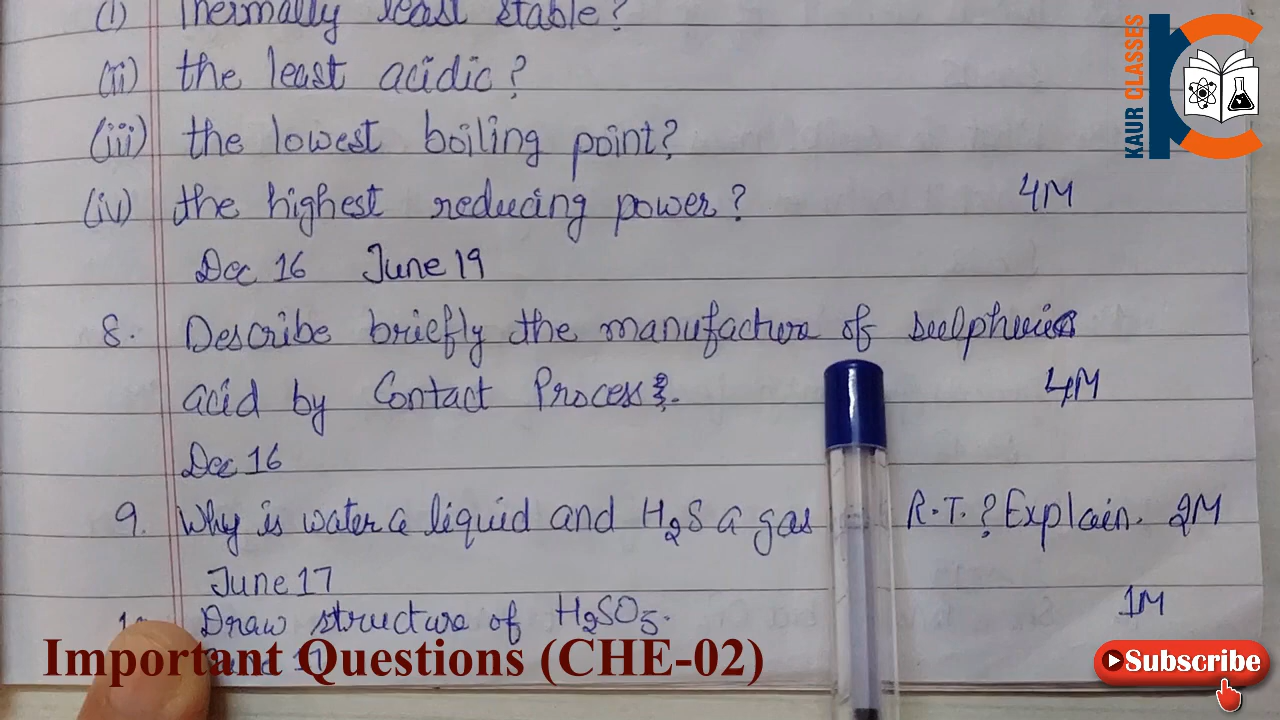 (i) Thermally least stable?
(ii) the least acidic?
(iii) the lowest boiling point?
(iv) the highest reducing power? 4M
Dec 16 June 19
8. Describe briefly the manufacture of sulphuric
acid by Contact Process. 4M
Dec 16
9. Why is water a liquid and H₂S a gas R.T.? Explain. 2M
June 17
Draw structure of H₂SO₅. 1M
June 17
KAUR CLASSES
Important Questions (CHE-02)
Subscribe